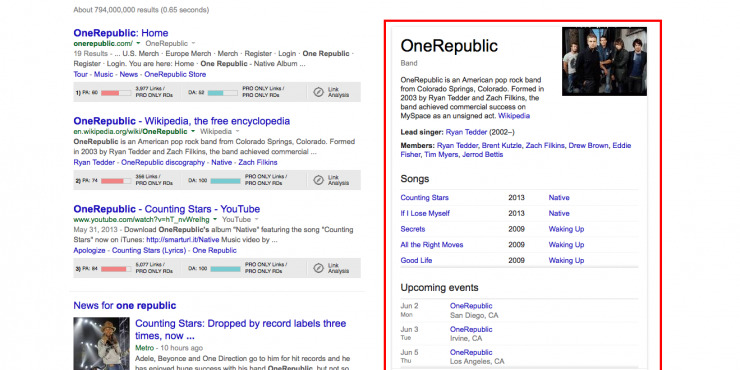 About 794,000,000 results (0.65 seconds)
OneRepublic: Home
onerepublic.com/ OneRepublic
19 Results - ... U.S. Merch · Europe Merch · Merch · Register · Login · One Republic ·
Register · Login. You are here: Home · One Republic - Native Album ...
Tour - Music - News - OneRepublic Store
1) PA: 80 3,977 Links / PRO ONLY RDs DA: 52 PRO ONLY Links / PRO ONLY RDs Link Analysis
OneRepublic - Wikipedia, the free encyclopedia
en.wikipedia.org/wiki/OneRepublic Wikipedia
OneRepublic is an American pop rock band from Colorado Springs, Colorado. Formed
in 2003 by Ryan Tedder and Zach Filkins, the band achieved commercial ...
Ryan Tedder - OneRepublic discography - Native - Zach Filkins
2) PA: 74 356 Links / PRO ONLY RDs DA: 100 PRO ONLY Links / PRO ONLY RDs Link Analysis
OneRepublic - Counting Stars - YouTube
www.youtube.com/watch?v=hT_nvWreIhg YouTube
May 31, 2013 - Download OneRepublic's album "Native" featuring the song "Counting
Stars" now on iTunes: http://smarturl.it/Native Music video by ...
Apologize - Counting Stars (Lyrics) - One Republic
3) PA: 84 5,077 Links / PRO ONLY RDs DA: 100 PRO ONLY Links / PRO ONLY RDs Link Analysis
News for one republic
Counting Stars: Dropped by record labels three
times, now ...
Metro - 10 hours ago
Adele, Beyonce and One Direction go to him for hit records and he
has enjoyed huge success with his band OneRepublic, but not so
OneRepublic
Band
OneRepublic is an American pop rock band
from Colorado Springs, Colorado. Formed in
2003 by Ryan Tedder and Zach Filkins, the
band achieved commercial success on
MySpace as an unsigned act. Wikipedia
Lead singer: Ryan Tedder (2002–)
Members: Ryan Tedder, Brent Kutzle, Zach Filkins, Drew Brown, Eddie
Fisher, Tim Myers, Jerrod Bettis
Songs
Counting Stars 2013 Native
If I Lose Myself 2013 Native
Secrets 2009 Waking Up
All the Right Moves 2009 Waking Up
Good Life 2009 Waking Up
Upcoming events
Jun 2 OneRepublic
Mon San Diego, CA
Jun 3 OneRepublic
Tue Irvine, CA
Jun 5 OneRepublic
Thu Los Angeles, CA